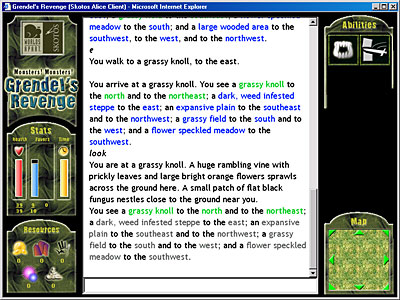 Grendel's Revenge (Skotos Alice Client) - Microsoft Internet Explorer
WORLDS APART
SKOTOS
Monsters! Monsters!
Grendel's
Revenge
Stats
Health
Favors
Time
Resources
0 0 0
0 0
meadow to the south; and a large wooded area to the
southwest, to the west, and to the northwest.
e
You walk to a grassy knoll, to the east.
You arrive at a grassy knoll. You see a grassy knoll to
the north and to the northeast; a dark, weed infested
steppe to the east; an expansive plain to the southeast
and to the northwest; a grassy field to the south and to
the west; and a flower speckled meadow to the
southwest.
look
You are at a grassy knoll. A huge rambling vine with
prickly leaves and large bright orange flowers sprawls
across the ground here. A small patch of flat black
fungus nestles close to the ground near you.
You see a grassy knoll to the north and to the northeast;
a dark, weed infested steppe to the east; an expansive
plain to the southeast and to the northwest; a grassy
field to the south and to the west; and a flower speckled
meadow to the southwest.
Abilities
Map